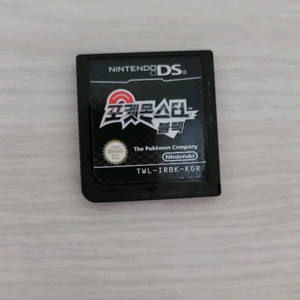 NINTENDO DS
포켓몬스터
블랙
The Pokémon Company
Nintendo
TWL-IRBK-KOR